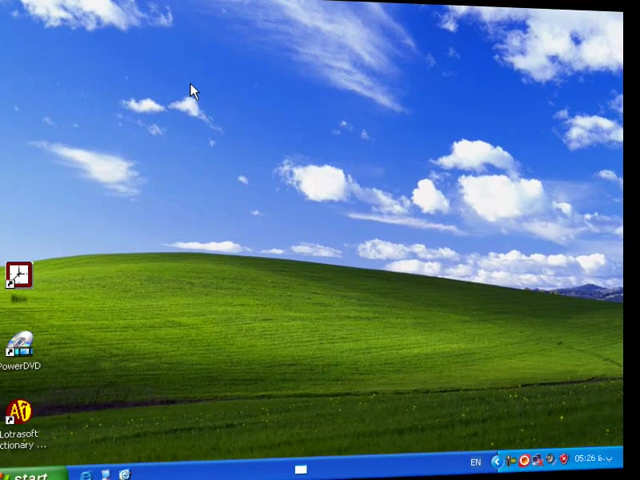 PowerDVD
Lotrasoft
ctionary ...
start
EN
05:26 ب.ظ